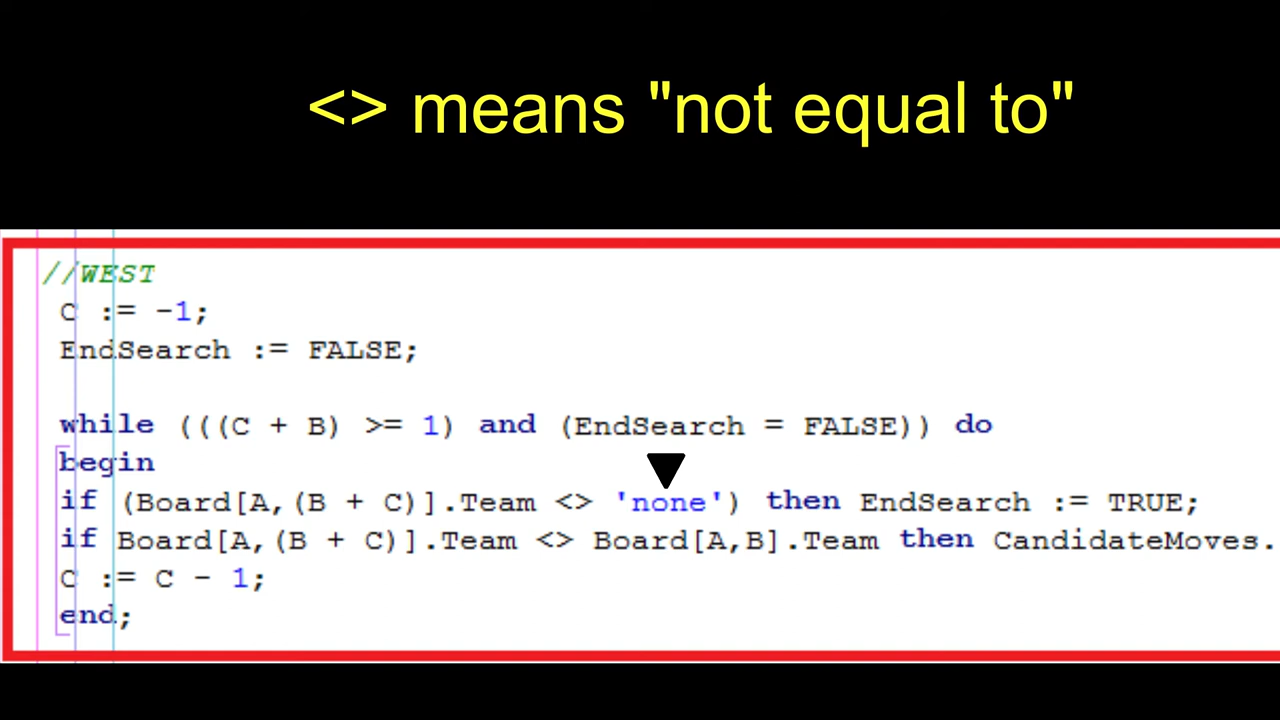 <> means "not equal to"
//WEST
C := -1;
EndSearch := FALSE;
while (((C + B) >= 1) and (EndSearch = FALSE)) do
begin
if (Board[A,(B + C)].Team <> 'none') then EndSearch := TRUE;
if Board[A,(B + C)].Team <> Board[A,B].Team then CandidateMoves.
C := C - 1;
end;